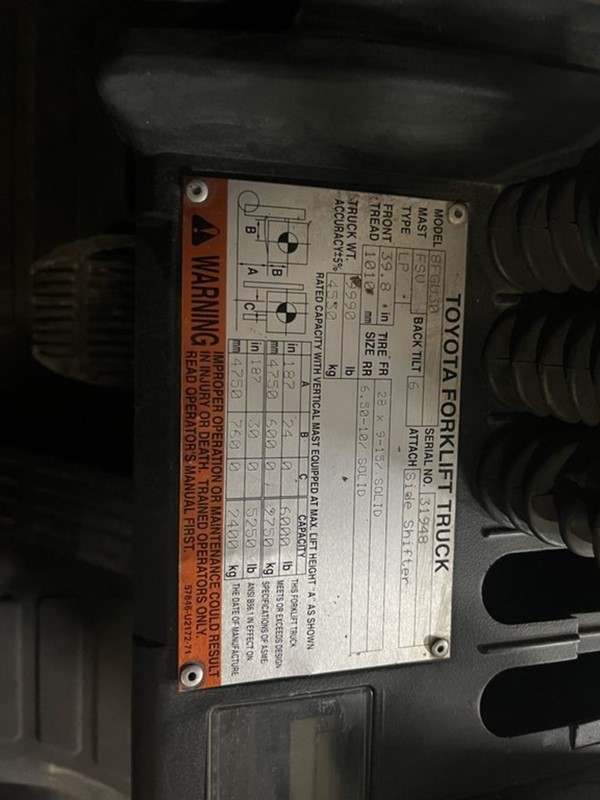 TOYOTA FORKLIFT TRUCK
MODEL 8FGU30 SERIAL NO. 31948
MAST FSV BACK TILT 6 ATTACH Side Shifter
TYPE LP
FRONT TREAD 39.8 in TIRE SIZE FR 28 x 9-15/ SOLID
1010 mm RR 6.50-10/ SOLID
TRUCK WT. 9990 lb
ACCURACY±5% 4530 kg
RATED CAPACITY WITH VERTICAL MAST EQUIPPED AT MAX. LIFT HEIGHT "A" AS SHOWN
A B C CAPACITY
in 187 24 0 6000 lb
mm 4750 600 0 2750 kg
in 187 30 0 5250 lb
mm 4750 760 0 2400 kg
THIS FORKLIFT TRUCK
MEETS OR EXCEEDS DESIGN
SPECIFICATIONS OF ASME-
ANSI B56.1 IN EFFECT ON
THE DATE OF MANUFACTURE
B B
A C
WARNING
IMPROPER OPERATION OR MAINTENANCE COULD RESULT
IN INJURY OR DEATH. TRAINED OPERATORS ONLY.
READ OPERATOR'S MANUAL FIRST.
57846-U2172-71